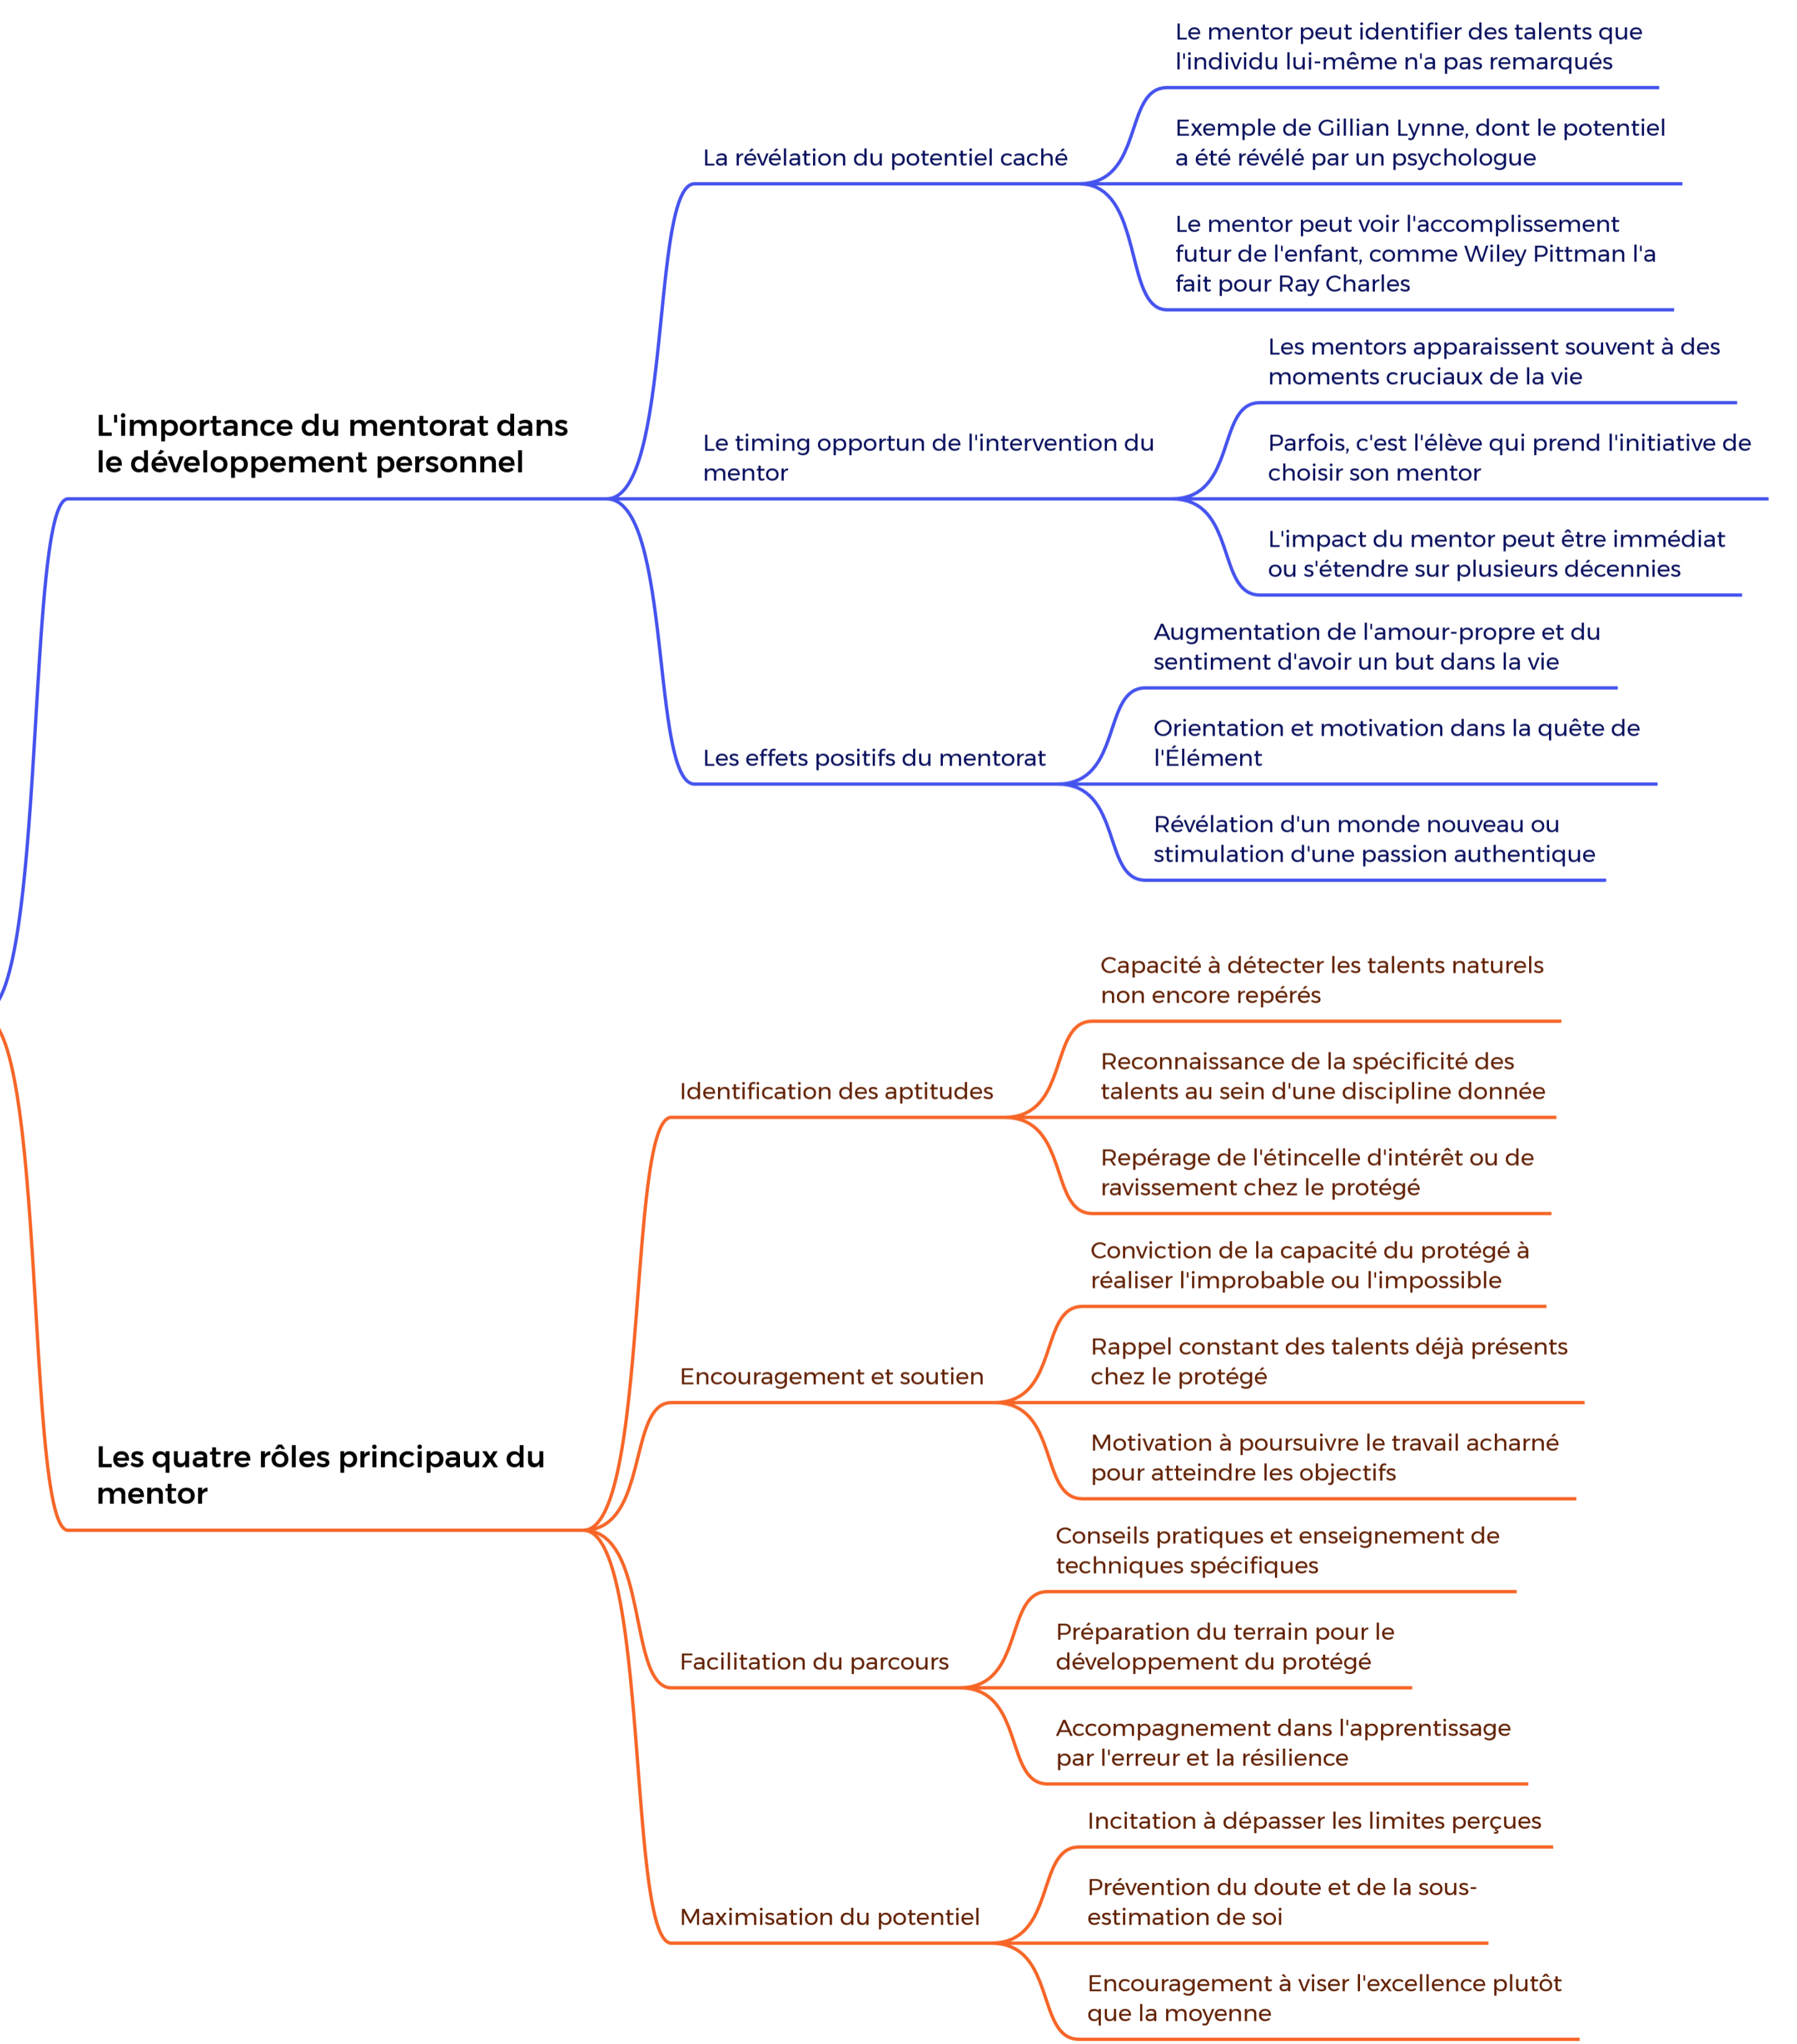 L'importance du mentorat dans
le développement personnel
La révélation du potentiel caché
Le mentor peut identifier des talents que
l'individu lui-même n'a pas remarqués
Exemple de Gillian Lynne, dont le potentiel
a été révélé par un psychologue
Le mentor peut voir l'accomplissement
futur de l'enfant, comme Wiley Pittman l'a
fait pour Ray Charles
Le timing opportun de l'intervention du
mentor
Les mentors apparaissent souvent à des
moments cruciaux de la vie
Parfois, c'est l'élève qui prend l'initiative de
choisir son mentor
L'impact du mentor peut être immédiat
ou s'étendre sur plusieurs décennies
Les effets positifs du mentorat
Augmentation de l'amour-propre et du
sentiment d'avoir un but dans la vie
Orientation et motivation dans la quête de
l'Élément
Révélation d'un monde nouveau ou
stimulation d'une passion authentique
Les quatre rôles principaux du
mentor
Identification des aptitudes
Capacité à détecter les talents naturels
non encore repérés
Reconnaissance de la spécificité des
talents au sein d'une discipline donnée
Repérage de l'étincelle d'intérêt ou de
ravissement chez le protégé
Encouragement et soutien
Conviction de la capacité du protégé à
réaliser l'improbable ou l'impossible
Rappel constant des talents déjà présents
chez le protégé
Motivation à poursuivre le travail acharné
pour atteindre les objectifs
Facilitation du parcours
Conseils pratiques et enseignement de
techniques spécifiques
Préparation du terrain pour le
développement du protégé
Accompagnement dans l'apprentissage
par l'erreur et la résilience
Maximisation du potentiel
Incitation à dépasser les limites perçues
Prévention du doute et de la sous-
estimation de soi
Encouragement à viser l'excellence plutôt
que la moyenne